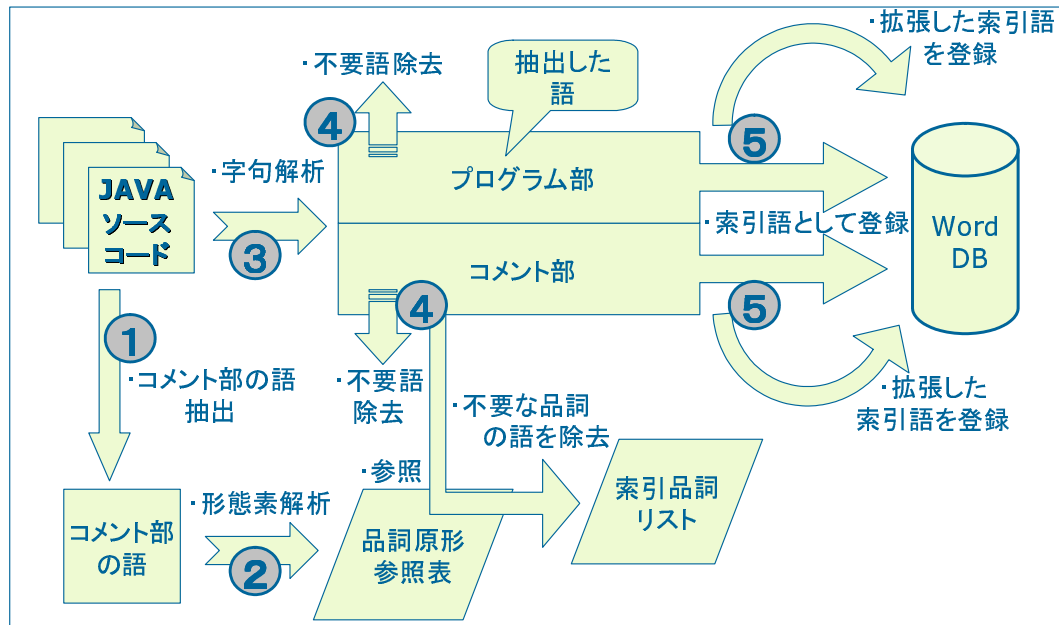 ・不要語除去
抽出した
語
・拡張した索引語
を登録
④
⑤
JAVA
ソース
コード
・字句解析
③
プログラム部
・索引語として登録
コメント部
Word
DB
④
⑤
①
・コメント部の語
抽出
・不要語
除去
・不要な品詞
の語を除去
・拡張した
索引語を登録
コメント部
の語
・形態素解析
②
・参照
品詞原形
参照表
索引品詞
リスト